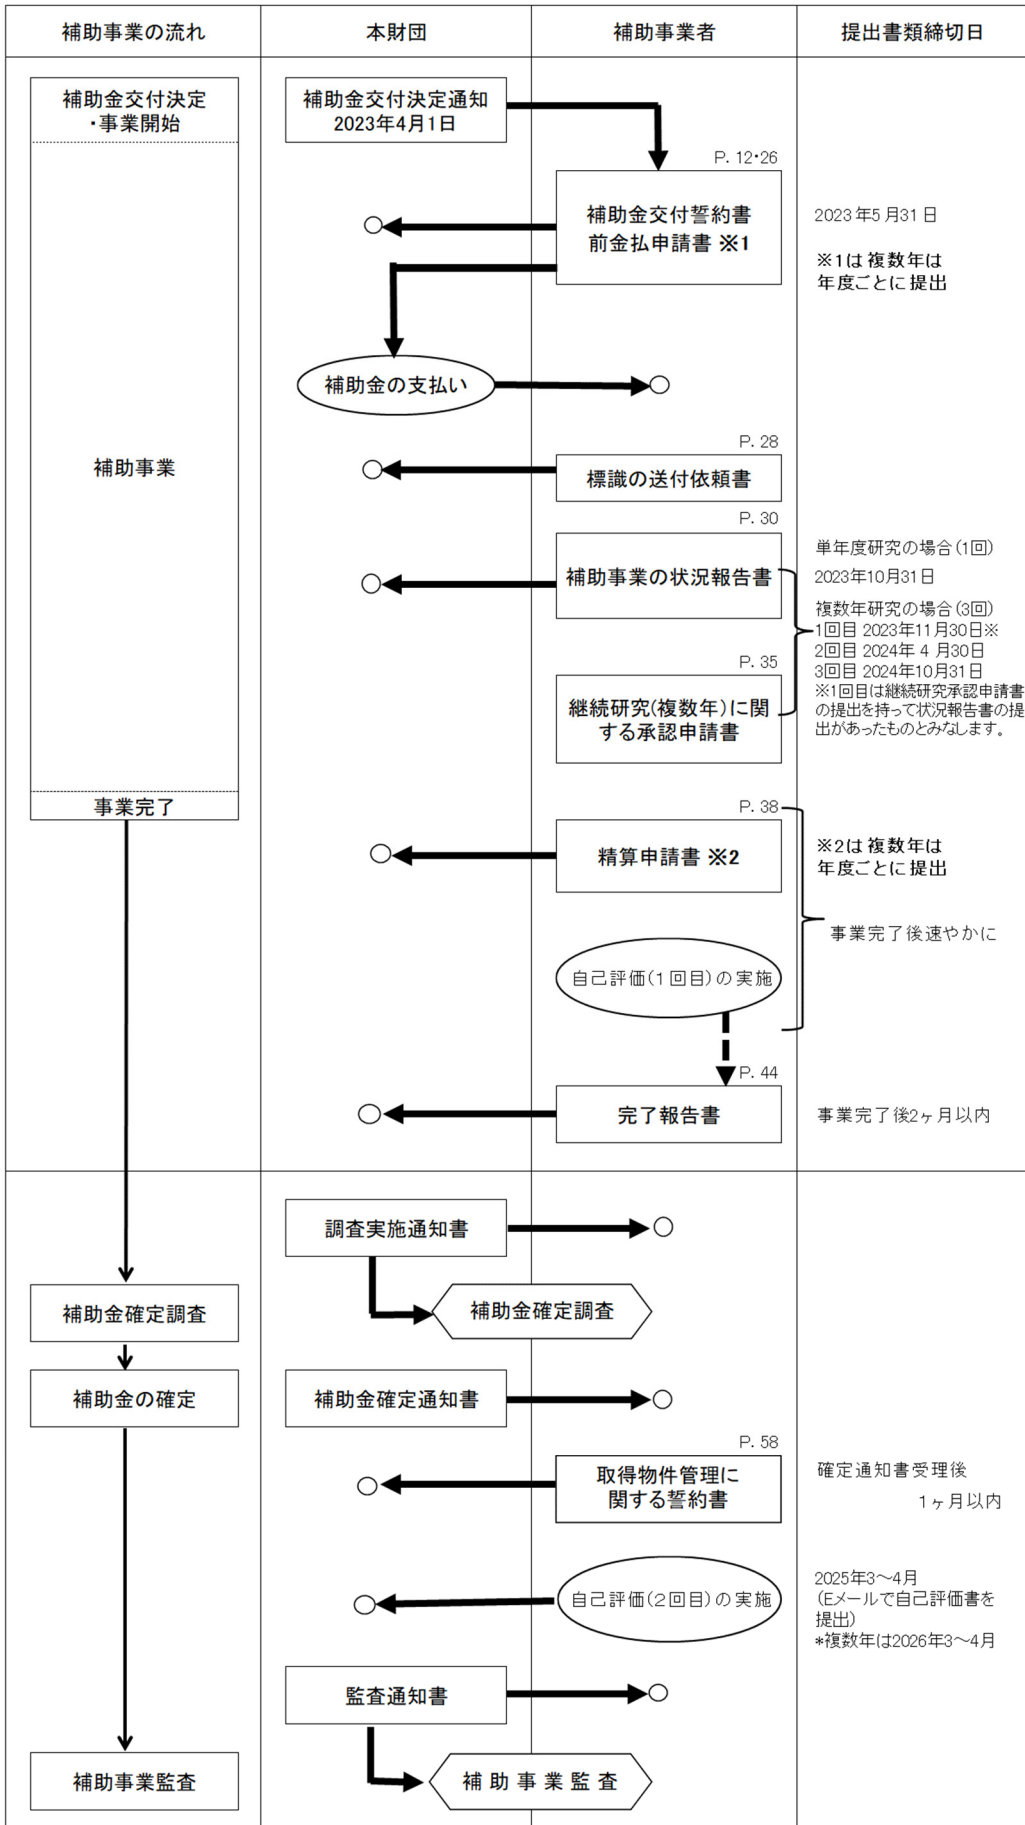 補助事業の流れ
本財団
補助事業者
提出書類締切日
補助金交付決定
・事業開始
補助金交付決定通知
2023年4月1日
P. 12・26
補助金交付誓約書
前金払申請書 ※1
2023年5月31日
※1は複数年は
年度ごとに提出
補助金の支払い
補助事業
P. 28
標識の送付依頼書
P. 30
補助事業の状況報告書
単年度研究の場合(1回)
2023年10月31日
複数年研究の場合(3回)
1回目 2023年11月30日※
2回目 2024年 4 月30日
3回目 2024年10月31日
※1回目は継続研究承認申請書
の提出を持って状況報告書の提
出があったものとみなします。
P. 35
継続研究(複数年)に関
する承認申請書
事業完了
P. 38
精算申請書 ※2
※2は複数年は
年度ごとに提出
事業完了後速やかに
自己評価(1回目)の実施
P. 44
完了報告書
事業完了後2ヶ月以内
調査実施通知書
補助金確定調査
補助金確定調査
補助金の確定
補助金確定通知書
P. 58
取得物件管理に
関する誓約書
確定通知書受理後
1ヶ月以内
自己評価(2回目)の実施
2025年3～4月
(Eメールで自己評価書を
提出)
*複数年は2026年3～4月
監査通知書
補助事業監査
補 助 事 業 監 査